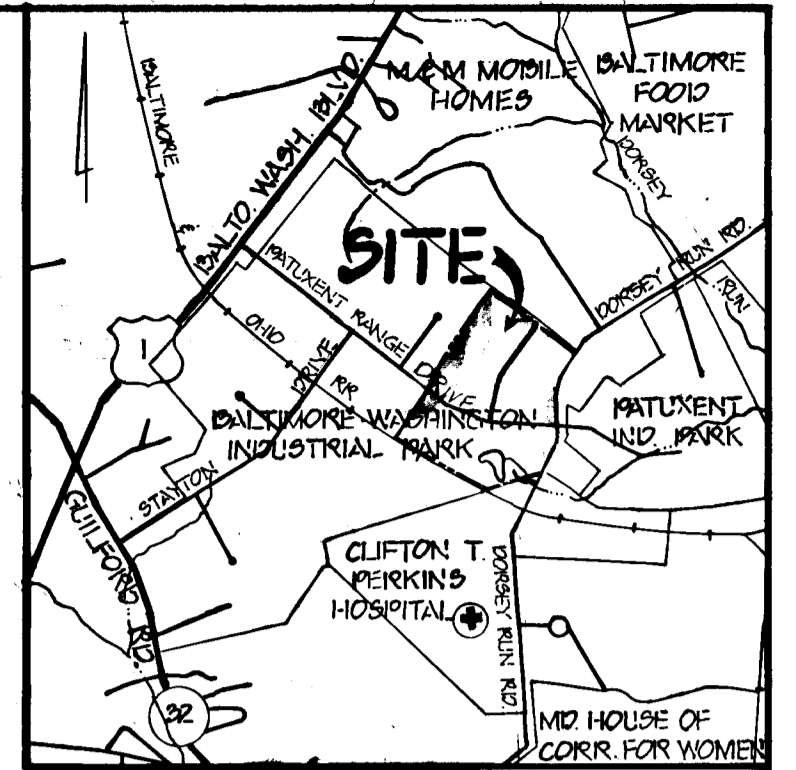 M & M MOBILE
HOMES
BALTIMORE
FOOD
MARKET
BALTIMORE
&
OHIO
RR
BALTO. WASH. BLVD.
DORSEY
RUN
SITE
DORSEY RUN RD.
PATUXENT RANGE
DRIVE
1
DRIVE
STAYTON
BALTIMORE-WASHINGTON
INDUSTRIAL PARK
PATUXENT
IND. PARK
GUILFORD RD.
CLIFTON T.
PERKINS
HOSPITAL
DORSEY RUN RD.
32
MD. HOUSE OF
CORR. FOR WOMEN